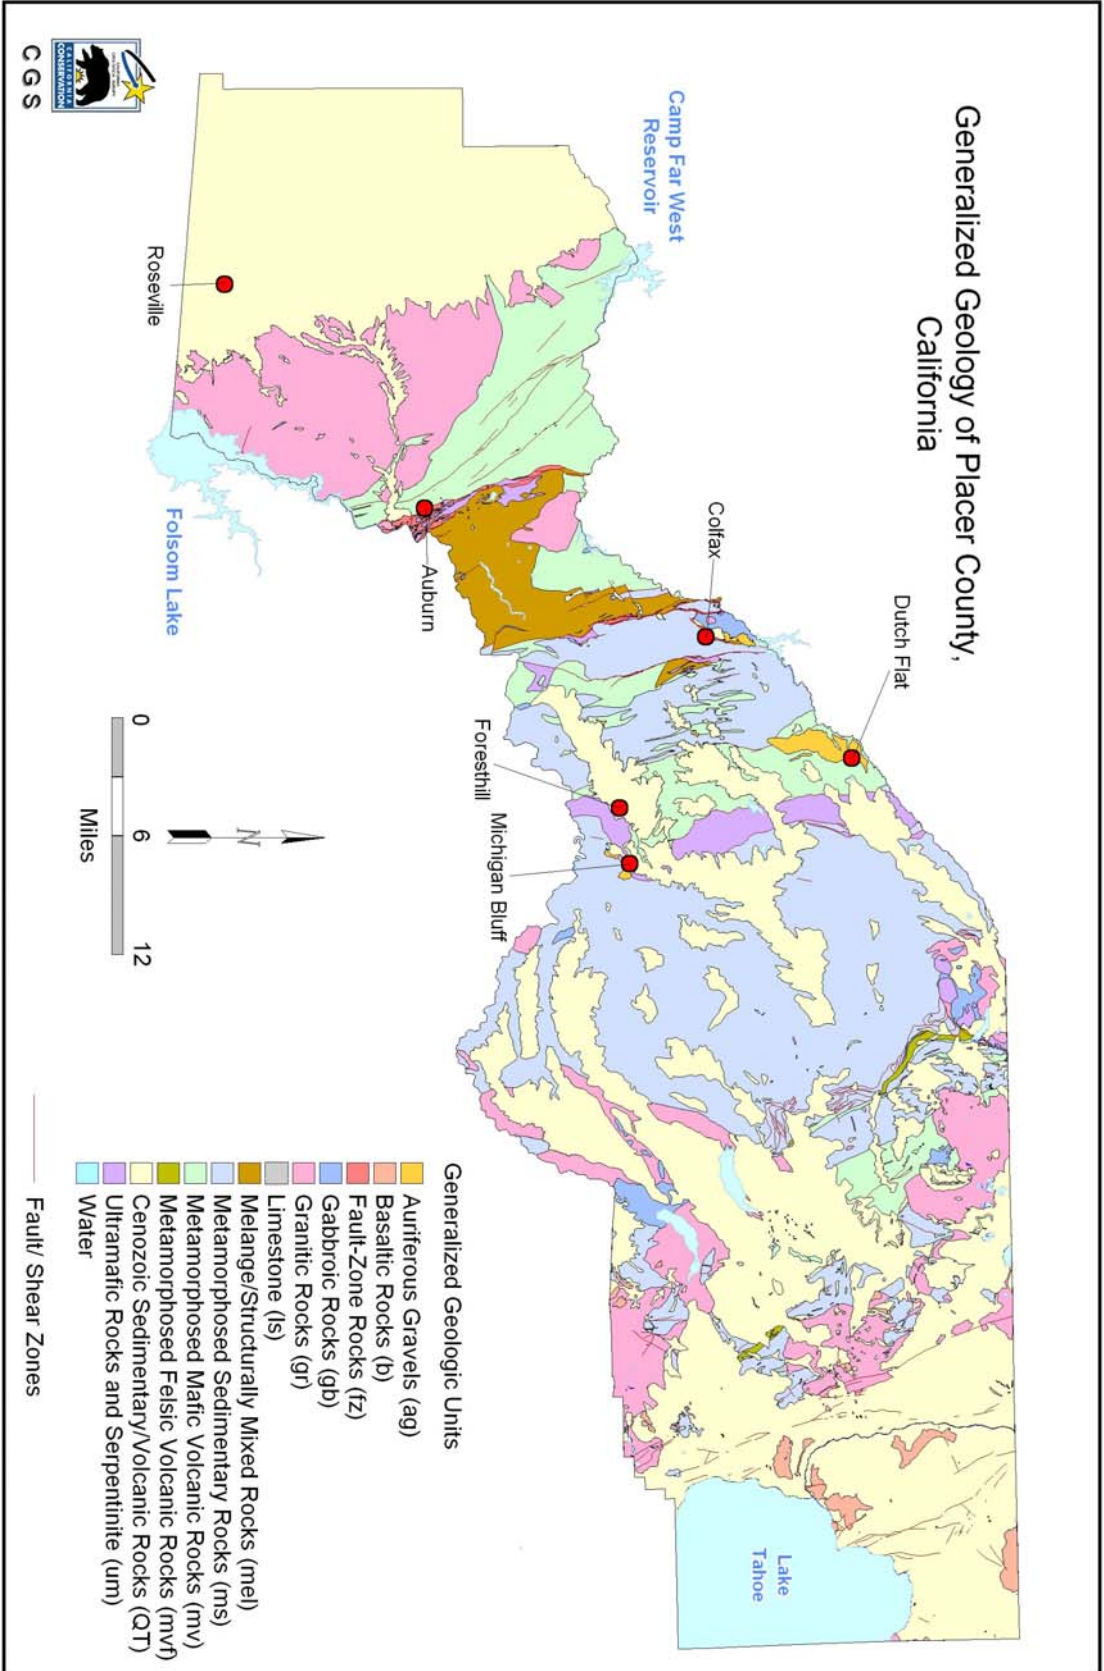 Generalized Geology of Placer County,
California
Camp Far West
Reservoir
Dutch Flat
Colfax
Auburn
Roseville
Folsom Lake
Foresthill
Michigan Bluff
Lake
Tahoe
0 6 12
Miles
N
Generalized Geologic Units
Auriferous Gravels (ag)
Basaltic Rocks (b)
Fault-Zone Rocks (fz)
Gabbroic Rocks (gb)
Granitic Rocks (gr)
Limestone (ls)
Melange/Structurally Mixed Rocks (mel)
Metamorphosed Sedimentary Rocks (ms)
Metamorphosed Mafic Volcanic Rocks (mv)
Metamorphosed Felsic Volcanic Rocks (mvf)
Cenozoic Sedimentary/Volcanic Rocks (QT)
Ultramafic Rocks and Serpentinite (um)
Water
Fault/ Shear Zones
CALIFORNIA
CONSERVATION
CGS